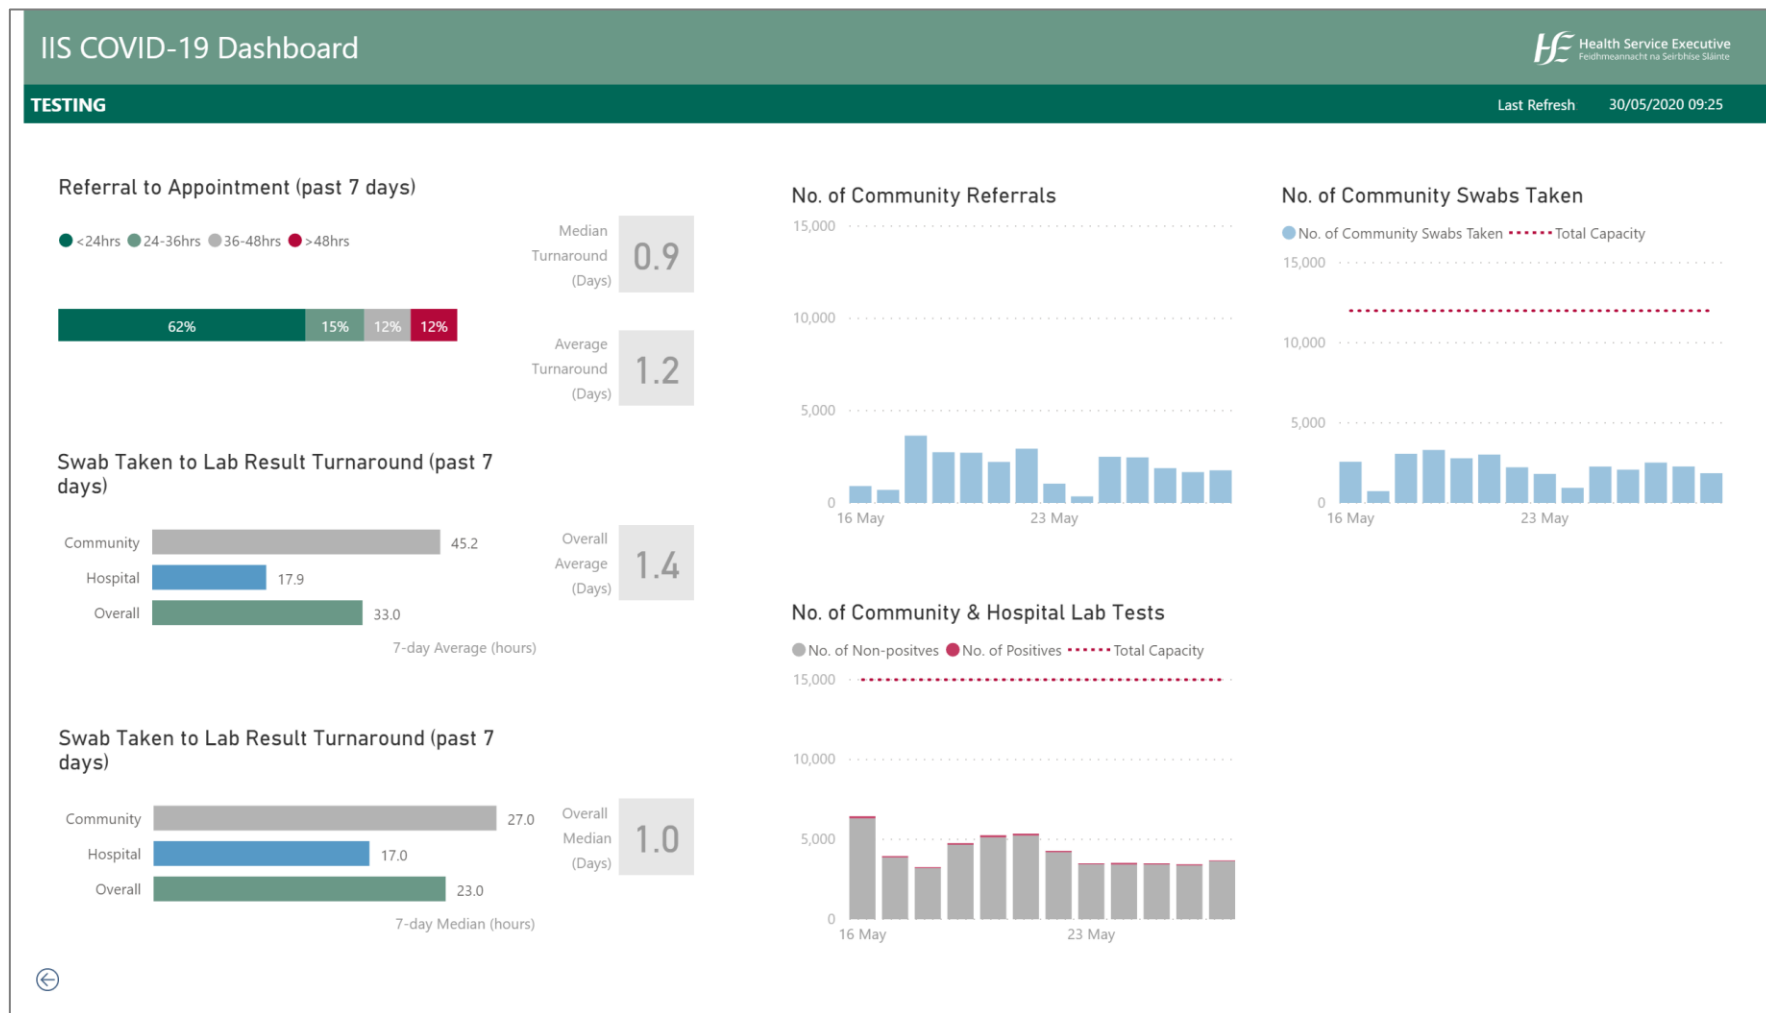 IIS COVID-19 Dashboard
Health Service Executive
Feidhmeannacht na Seirbhíse Sláinte
TESTING
Last Refresh 30/05/2020 09:25
Referral to Appointment (past 7 days)
<24hrs 24-36hrs 36-48hrs >48hrs
62% 15% 12% 12%
Median
Turnaround
(Days)
0.9
Average
Turnaround
(Days)
1.2
Swab Taken to Lab Result Turnaround (past 7
days)
Community 45.2
Hospital 17.9
Overall 33.0
7-day Average (hours)
Overall
Average
(Days)
1.4
Swab Taken to Lab Result Turnaround (past 7
days)
Community 27.0
Hospital 17.0
Overall 23.0
7-day Median (hours)
Overall
Median
(Days)
1.0
No. of Community Referrals
15,000
10,000
5,000
0
16 May 23 May
No. of Community Swabs Taken
No. of Community Swabs Taken Total Capacity
15,000
10,000
5,000
0
16 May 23 May
No. of Community & Hospital Lab Tests
No. of Non-positves No. of Positives Total Capacity
15,000
10,000
5,000
0
16 May 23 May